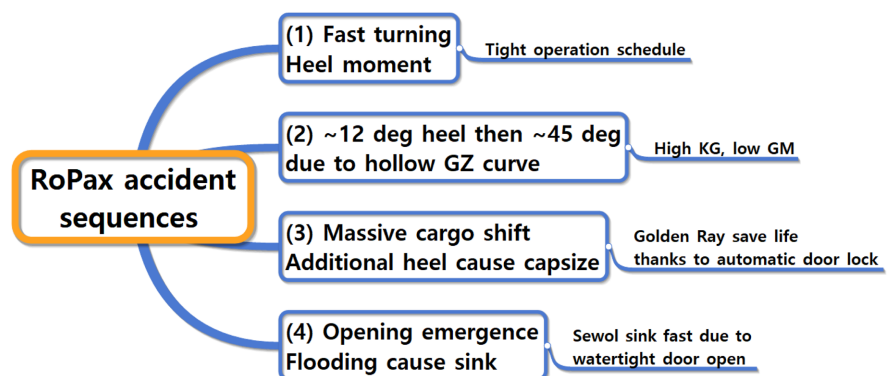 RoPax accident
sequences
(1) Fast turning
Heel moment
Tight operation schedule
(2) ~12 deg heel then ~45 deg
due to hollow GZ curve
High KG, low GM
(3) Massive cargo shift
Additional heel cause capsize
Golden Ray save life
thanks to automatic door lock
(4) Opening emergence
Flooding cause sink
Sewol sink fast due to
watertight door open